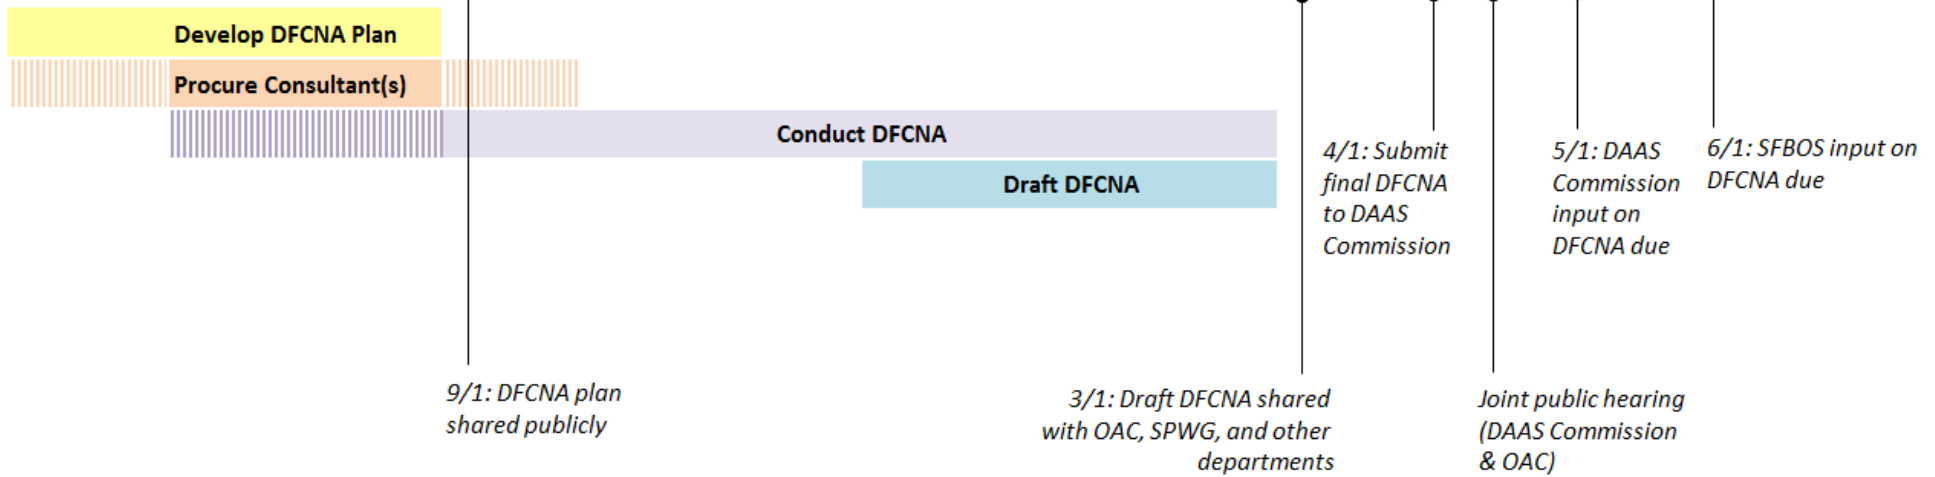 Develop DFCNA Plan
Procure Consultant(s)
Conduct DFCNA
Draft DFCNA
4/1: Submit
final DFCNA
to DAAS
Commission
5/1: DAAS
Commission
input on
DFCNA due
6/1: SFBOS input on
DFCNA due
9/1: DFCNA plan
shared publicly
3/1: Draft DFCNA shared
with OAC, SPWG, and other
departments
Joint public hearing
(DAAS Commission
& OAC)